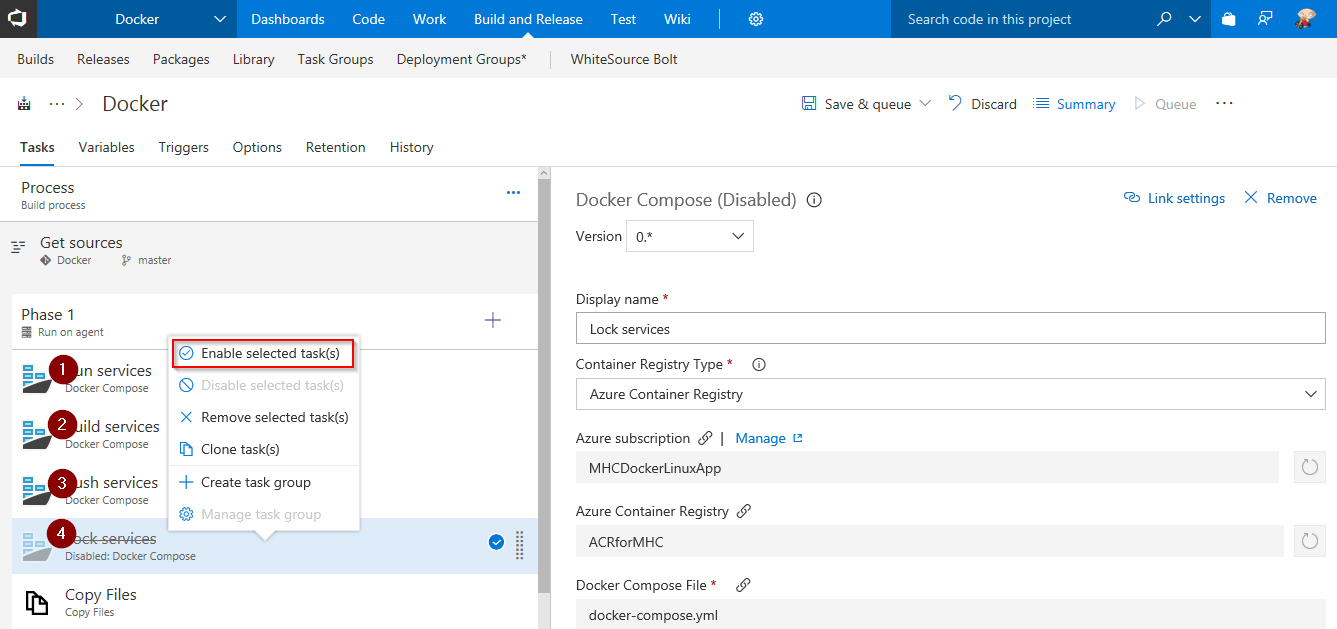 Docker Dashboards Code Work Build and Release Test Wiki Search code in this project
Builds Releases Packages Library Task Groups Deployment Groups* WhiteSource Bolt
··· Docker Save & queue Discard Summary Queue ···
Tasks Variables Triggers Options Retention History
Process
Build process
Get sources
Docker master
Phase 1
Run on agent
1 un services
Docker Compose
2 uild services
Docker Compose
3 ush services
Docker Compose
4 ock services
Disabled: Docker Compose
Copy Files
Copy Files
Enable selected task(s)
Disable selected task(s)
Remove selected task(s)
Clone task(s)
Create task group
Manage task group
Docker Compose (Disabled) Link settings Remove
Version 0.*
Display name *
Lock services
Container Registry Type *
Azure Container Registry
Azure subscription | Manage
MHCDockerLinuxApp
Azure Container Registry
ACRforMHC
Docker Compose File *
docker-compose.yml